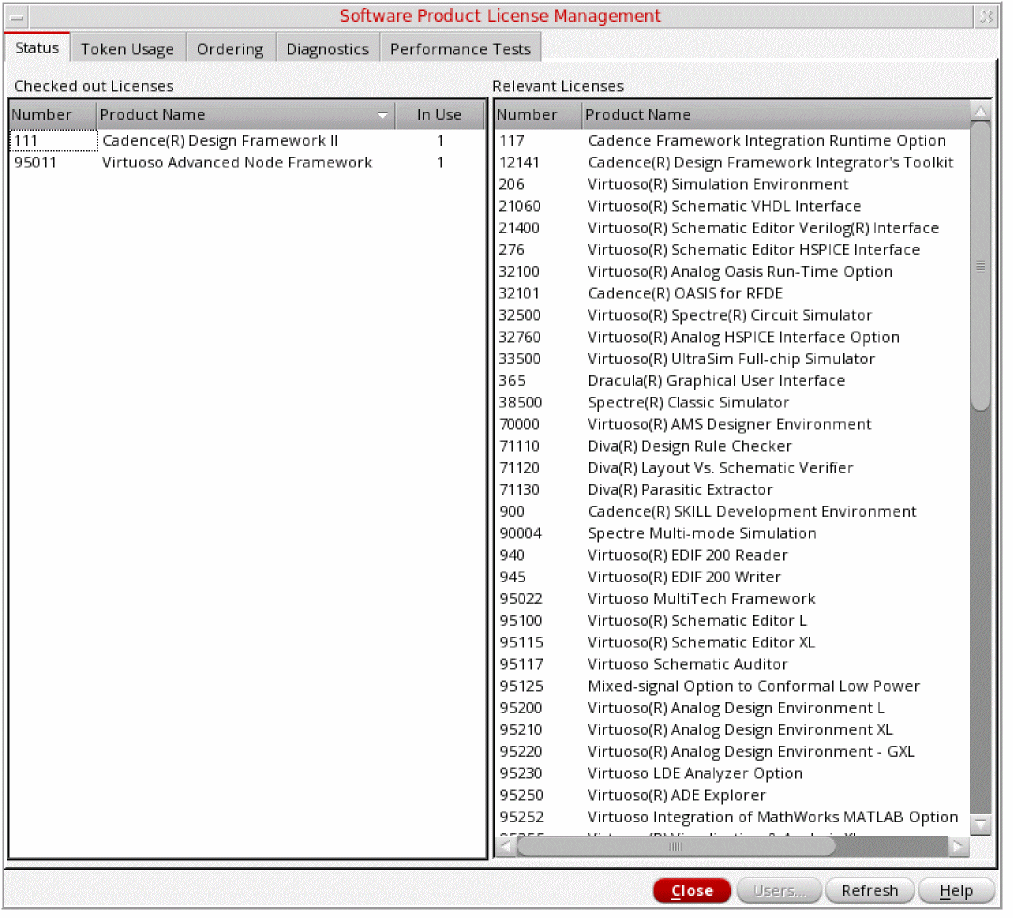 Software Product License Management
Status Token Usage Ordering Diagnostics Performance Tests
Checked out Licenses
Number Product Name In Use
111 Cadence(R) Design Framework II 1
95011 Virtuoso Advanced Node Framework 1
Relevant Licenses
Number Product Name
117 Cadence Framework Integration Runtime Option
12141 Cadence(R) Design Framework Integrator's Toolkit
206 Virtuoso(R) Simulation Environment
21060 Virtuoso(R) Schematic VHDL Interface
21400 Virtuoso(R) Schematic Editor Verilog(R) Interface
276 Virtuoso(R) Schematic Editor HSPICE Interface
32100 Virtuoso(R) Analog Oasis Run-Time Option
32101 Cadence(R) OASIS for RFDE
32500 Virtuoso(R) Spectre(R) Circuit Simulator
32760 Virtuoso(R) Analog HSPICE Interface Option
33500 Virtuoso(R) UltraSim Full-chip Simulator
365 Dracula(R) Graphical User Interface
38500 Spectre(R) Classic Simulator
70000 Virtuoso(R) AMS Designer Environment
71110 Diva(R) Design Rule Checker
71120 Diva(R) Layout Vs. Schematic Verifier
71130 Diva(R) Parasitic Extractor
900 Cadence(R) SKILL Development Environment
90004 Spectre Multi-mode Simulation
940 Virtuoso(R) EDIF 200 Reader
945 Virtuoso(R) EDIF 200 Writer
95022 Virtuoso MultiTech Framework
95100 Virtuoso(R) Schematic Editor L
95115 Virtuoso(R) Schematic Editor XL
95117 Virtuoso Schematic Auditor
95125 Mixed-signal Option to Conformal Low Power
95200 Virtuoso(R) Analog Design Environment L
95210 Virtuoso(R) Analog Design Environment XL
95220 Virtuoso(R) Analog Design Environment - GXL
95230 Virtuoso LDE Analyzer Option
95250 Virtuoso(R) ADE Explorer
95252 Virtuoso Integration of MathWorks MATLAB Option
Close Users... Refresh Help